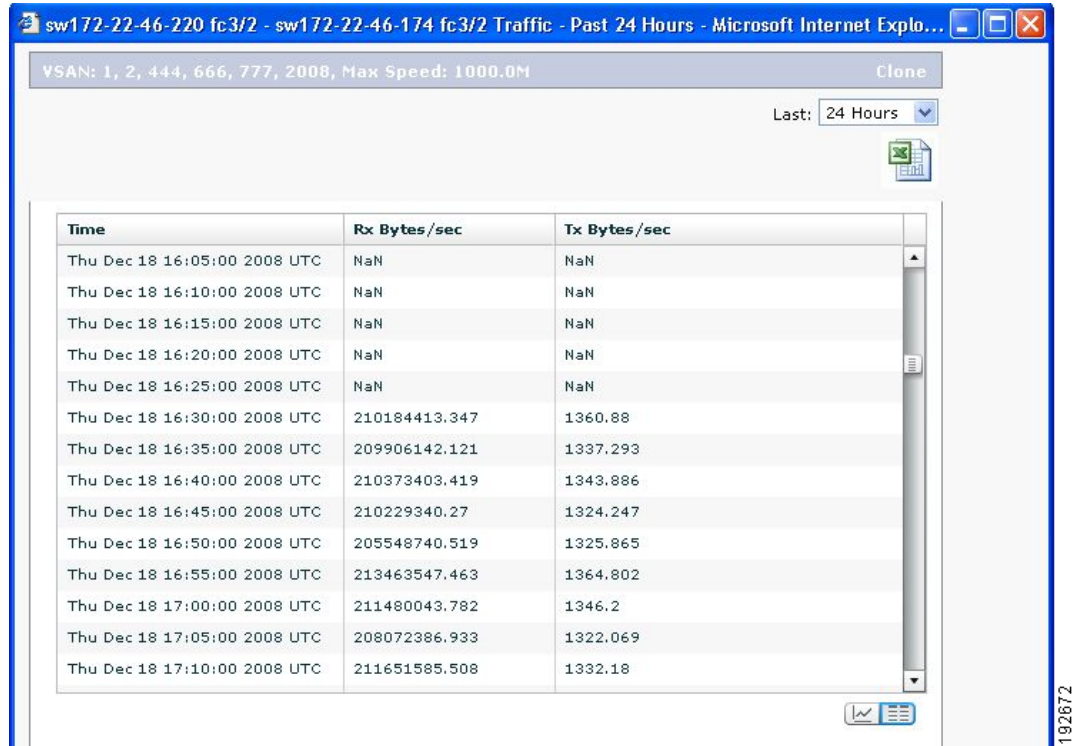 sw172-22-46-220 fc3/2 - sw172-22-46-174 fc3/2 Traffic - Past 24 Hours - Microsoft Internet Explo...
VSAN: 1, 2, 444, 666, 777, 2008, Max Speed: 1000.0M Clone
Last: 24 Hours
Time Rx Bytes/sec Tx Bytes/sec
Thu Dec 18 16:05:00 2008 UTC NaN NaN
Thu Dec 18 16:10:00 2008 UTC NaN NaN
Thu Dec 18 16:15:00 2008 UTC NaN NaN
Thu Dec 18 16:20:00 2008 UTC NaN NaN
Thu Dec 18 16:25:00 2008 UTC NaN NaN
Thu Dec 18 16:30:00 2008 UTC 210184413.347 1360.88
Thu Dec 18 16:35:00 2008 UTC 209906142.121 1337.293
Thu Dec 18 16:40:00 2008 UTC 210373403.419 1343.886
Thu Dec 18 16:45:00 2008 UTC 210229340.27 1324.247
Thu Dec 18 16:50:00 2008 UTC 205548740.519 1325.865
Thu Dec 18 16:55:00 2008 UTC 213463547.463 1364.802
Thu Dec 18 17:00:00 2008 UTC 211480043.782 1346.2
Thu Dec 18 17:05:00 2008 UTC 208072386.933 1322.069
Thu Dec 18 17:10:00 2008 UTC 211651585.508 1332.18
192672